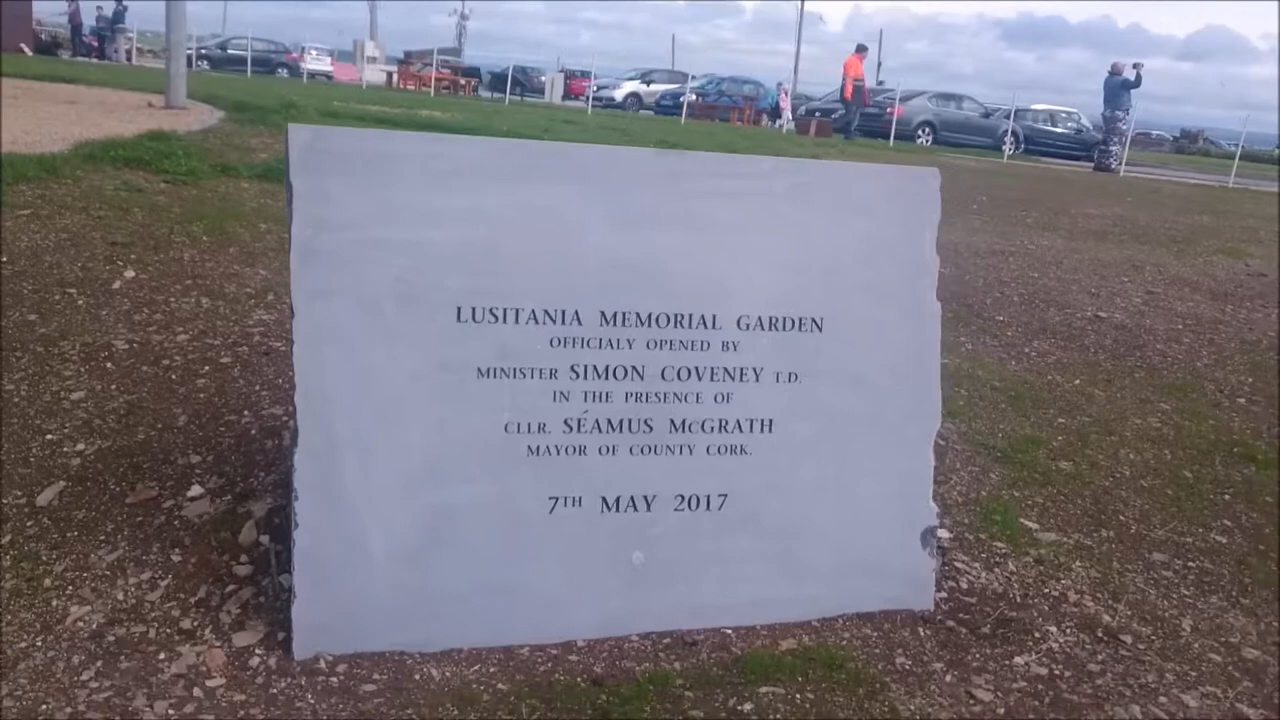 LUSITANIA MEMORIAL GARDEN
OFFICIALY OPENED BY
MINISTER SIMON COVENEY T.D.
IN THE PRESENCE OF
CLLR. SÉAMUS McGRATH
MAYOR OF COUNTY CORK.
7TH MAY 2017